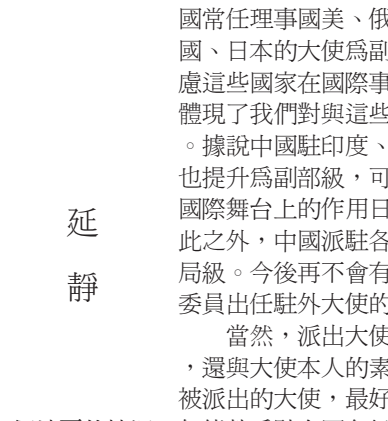 國常任理事國美、俄
國、日本的大使爲副
慮這些國家在國際事
體現了我們對與這些
。據說中國駐印度、
也提升爲副部級，可
國際舞台上的作用日
此之外，中國派駐各
局級。今後再不會有
委員出任駐外大使的
當然，派出大使
，還與大使本人的素
被派出的大使，最好
延
靜